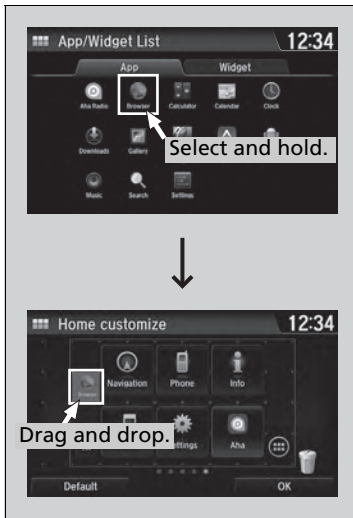 App/Widget List 12:34
App Widget
Aha Radio Browser Calculator Calendar Clock
Select and hold.
Downloads Gallery
Music Search Settings
Home customize 12:34
Navigation Phone Info
Browser
Drag and drop.
Aha
Default OK